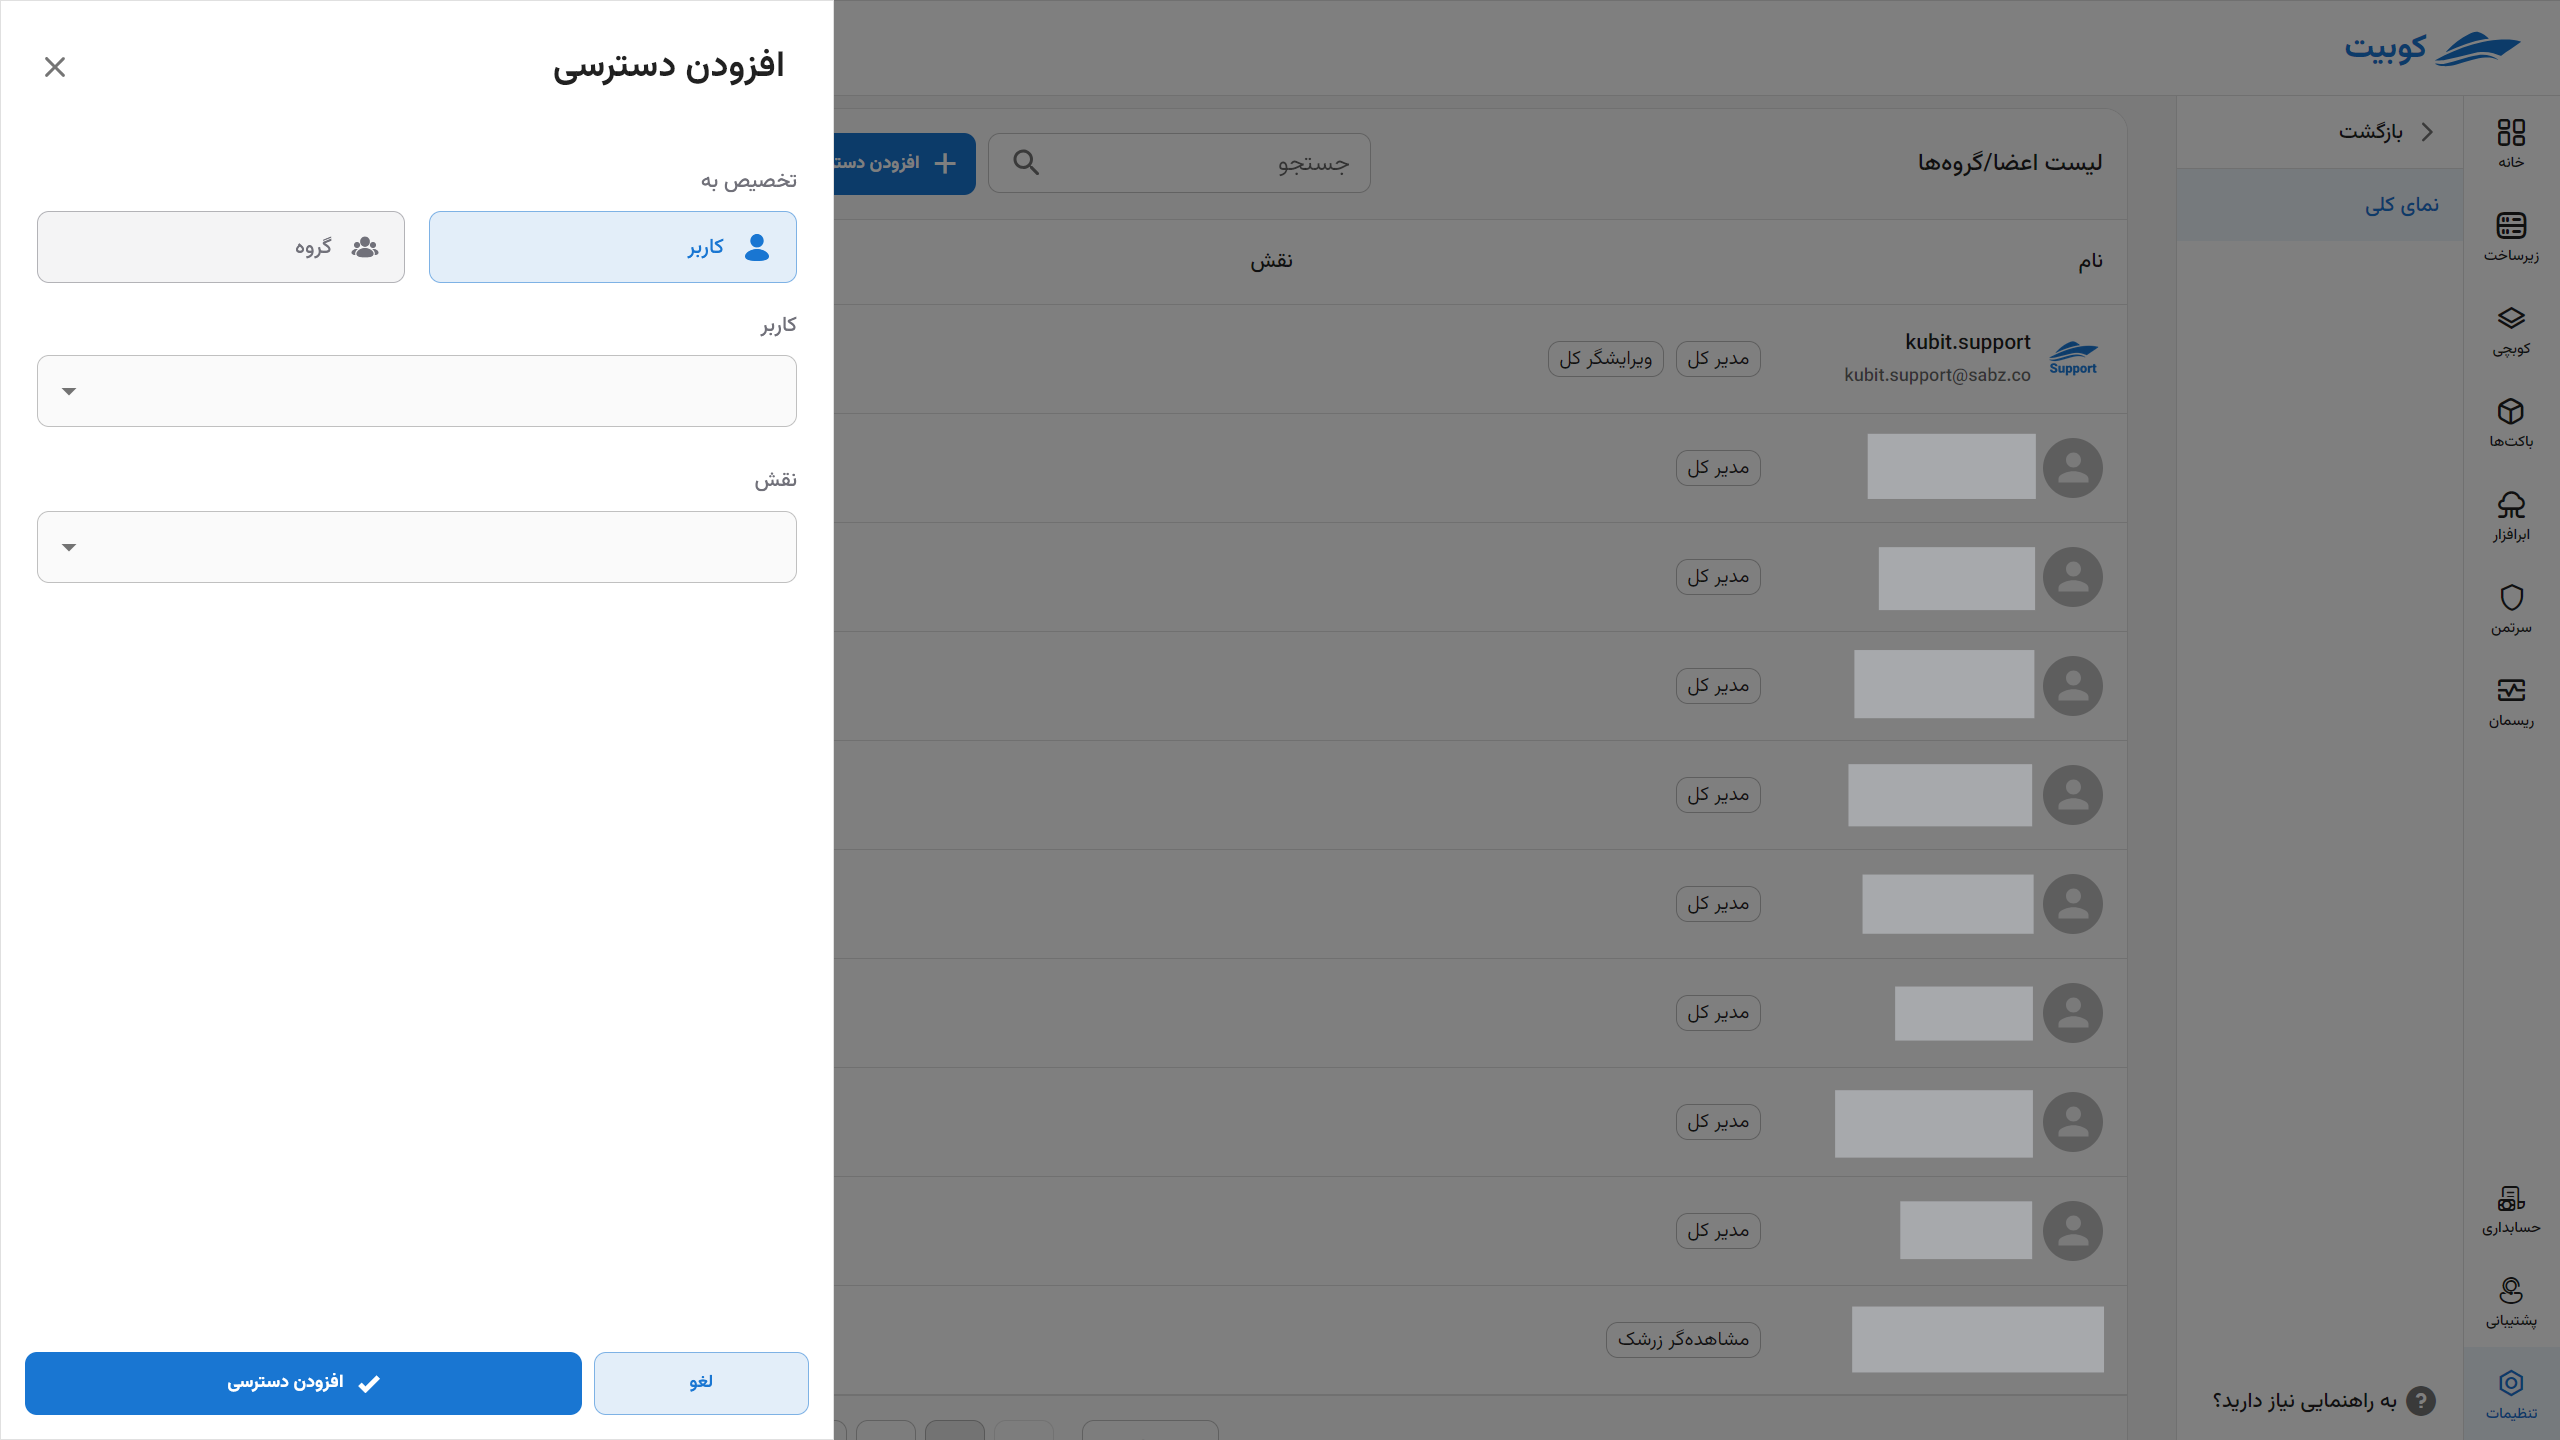 کوبیت
خانه
زیرساخت
کوبچی
باکت‌ها
ابرافزار
سرتمن
ریسمان
حسابداری
پشتیبانی
تنظیمات
بازگشت
نمای کلی
به راهنمایی نیاز دارید؟
لیست اعضا/گروه‌ها
جستجو
نام
نقش
kubit.support
kubit.support@sabz.co
Support
مدیر کل
ویرایشگر کل
مدیر کل
مدیر کل
مدیر کل
مدیر کل
مدیر کل
مدیر کل
مدیر کل
مدیر کل
مشاهده‌گر زرشک
افزودن دسترسی
تخصیص به
کاربر
گروه
کاربر
نقش
لغو
افزودن دسترسی